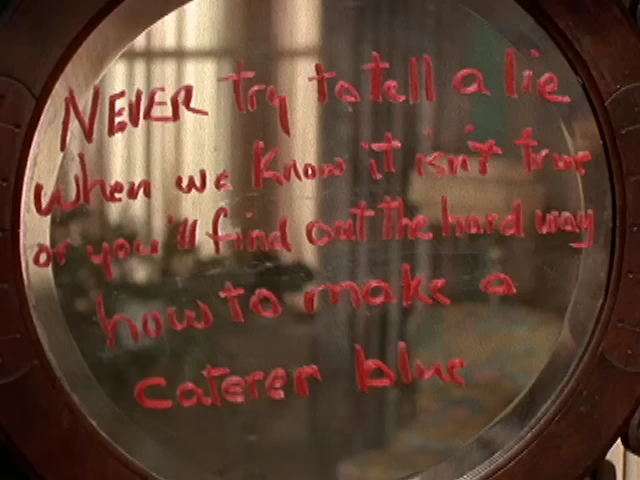 NEVER try to tell a lie
when we know it isn't true
or you'll find out the hard way
how to make a
caterer blue